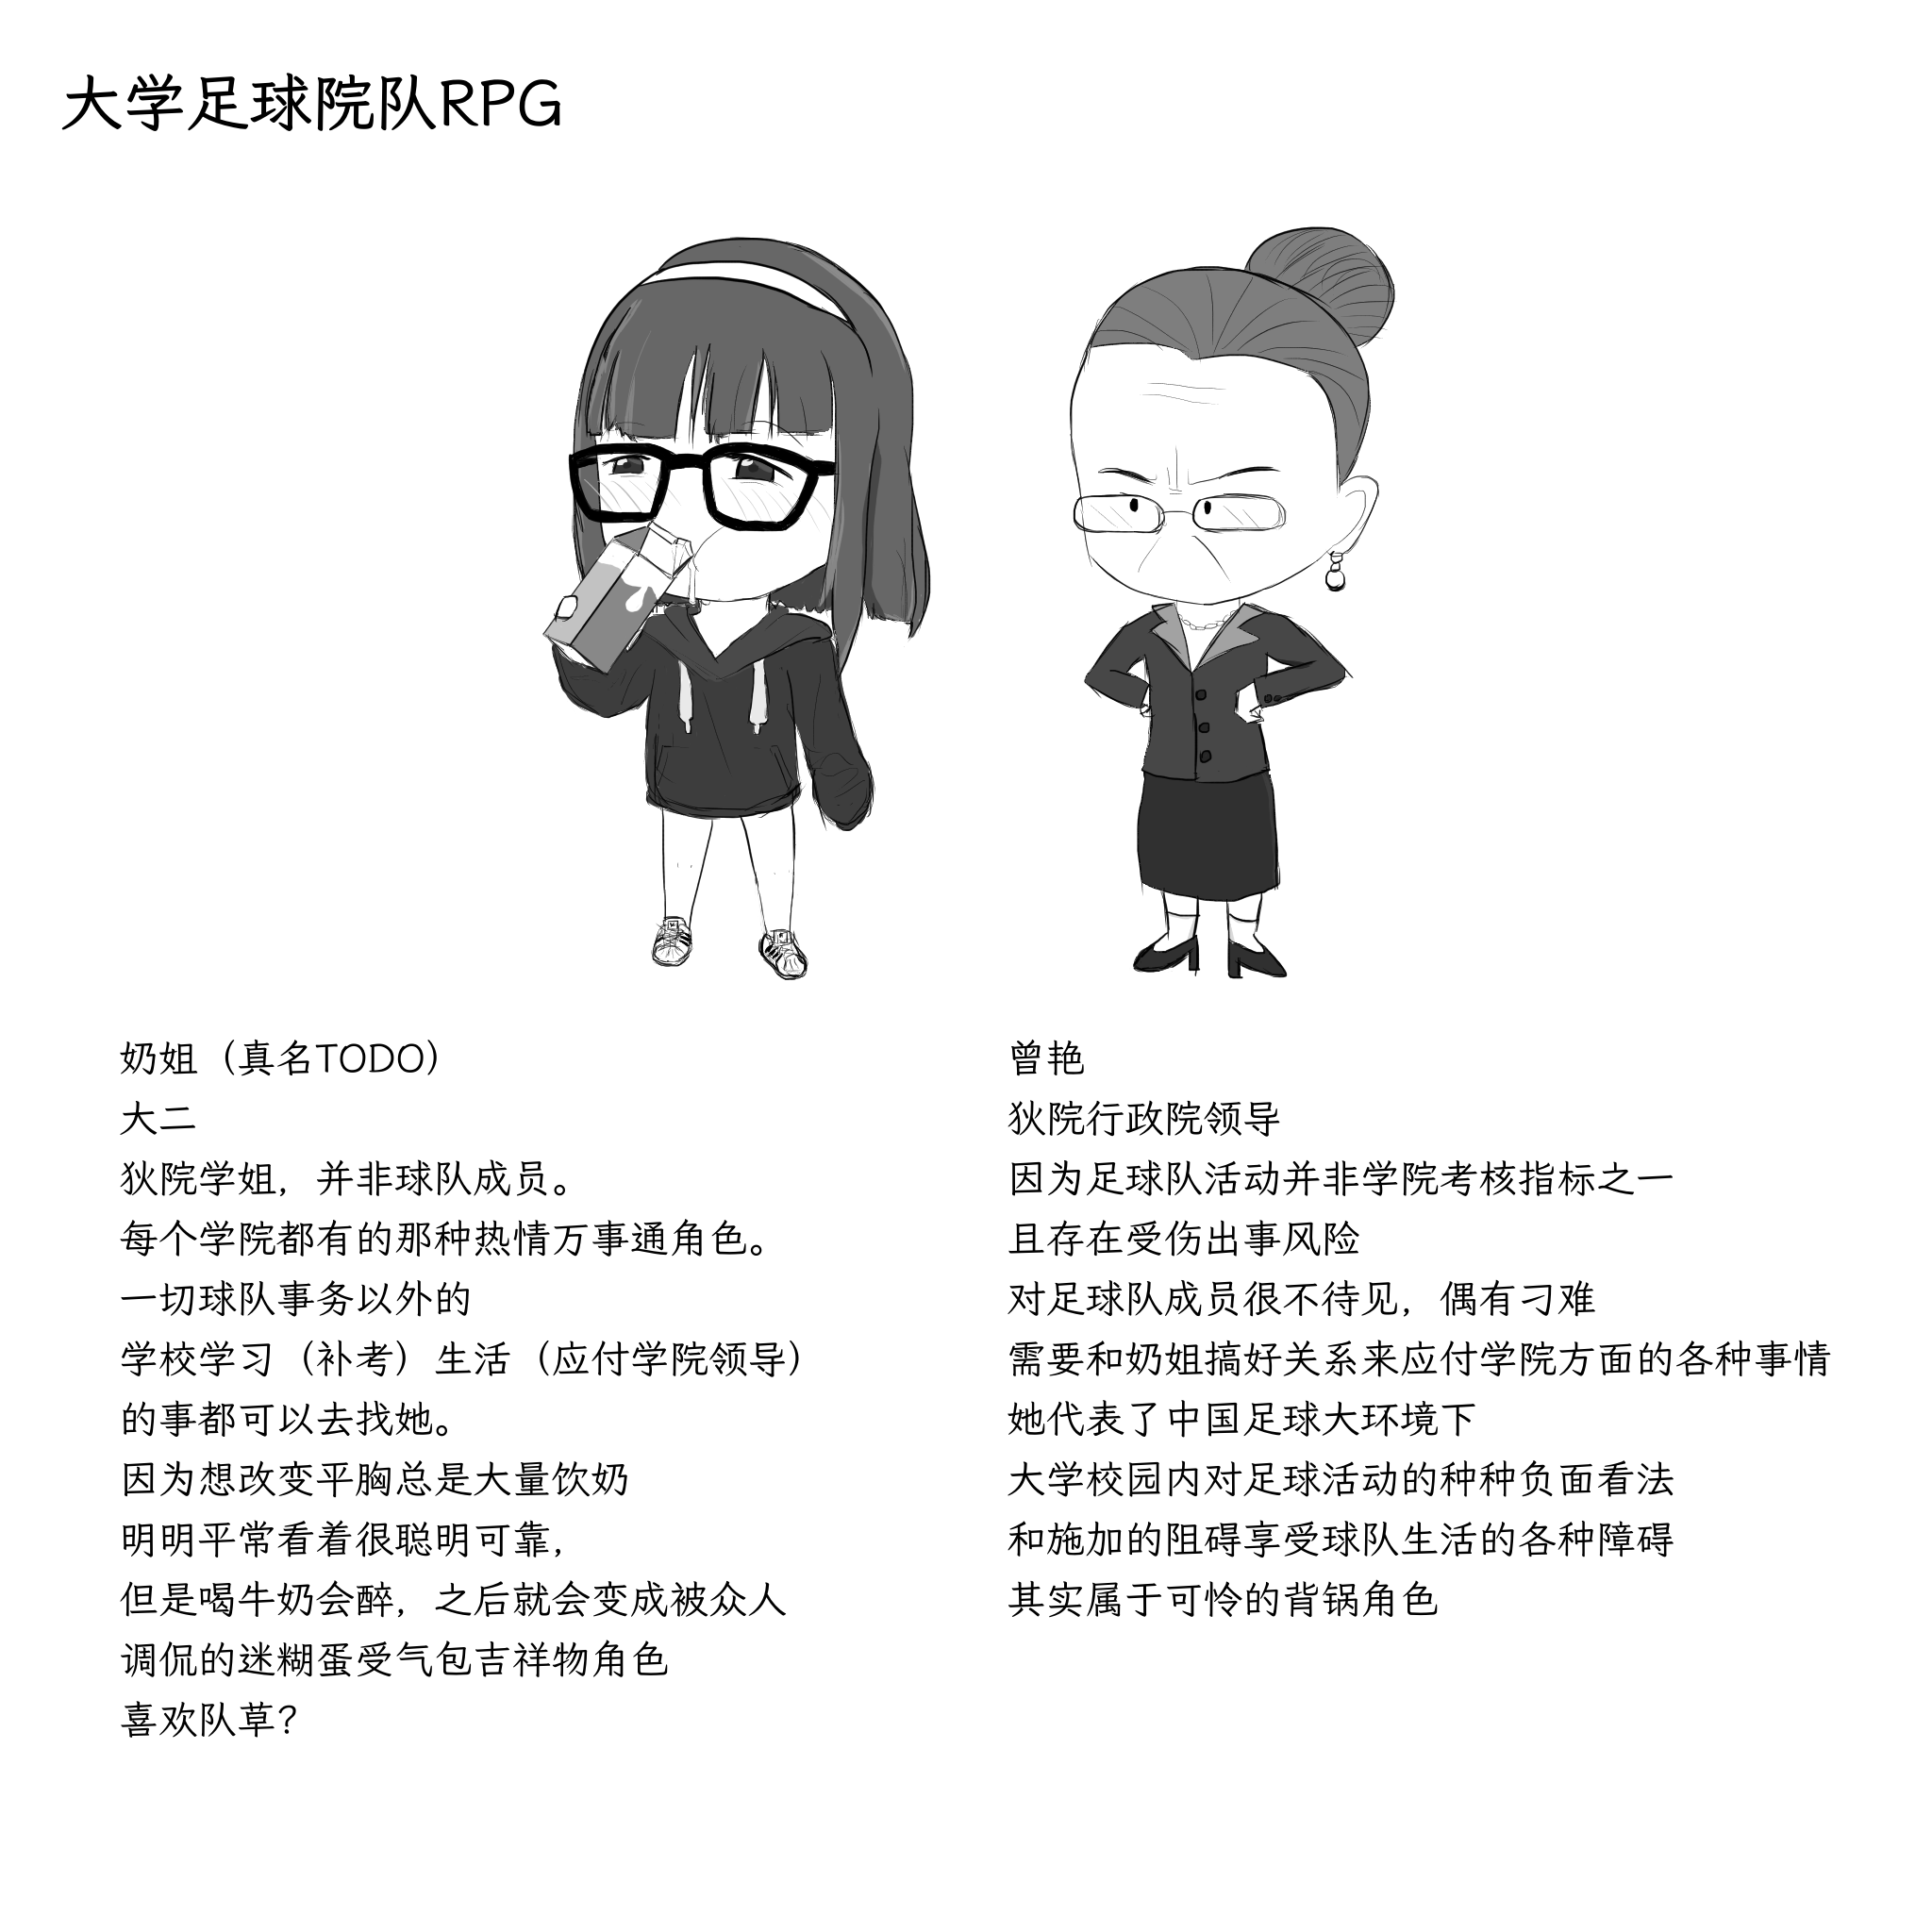 大学足球院队RPG
奶姐（真名TODO）
大二
狄院学姐，并非球队成员。
每个学院都有的那种热情万事通角色。
一切球队事务以外的
学校学习（补考）生活（应付学院领导）
的事都可以去找她。
因为想改变平胸总是大量饮奶
明明平常看着很聪明可靠，
但是喝牛奶会醉，之后就会变成被众人
调侃的迷糊蛋受气包吉祥物角色
喜欢队草？
曾艳
狄院行政院领导
因为足球队活动并非学院考核指标之一
且存在受伤出事风险
对足球队成员很不待见，偶有刁难
需要和奶姐搞好关系来应付学院方面的各种事情
她代表了中国足球大环境下
大学校园内对足球活动的种种负面看法
和施加的阻碍享受球队生活的各种障碍
其实属于可怜的背锅角色